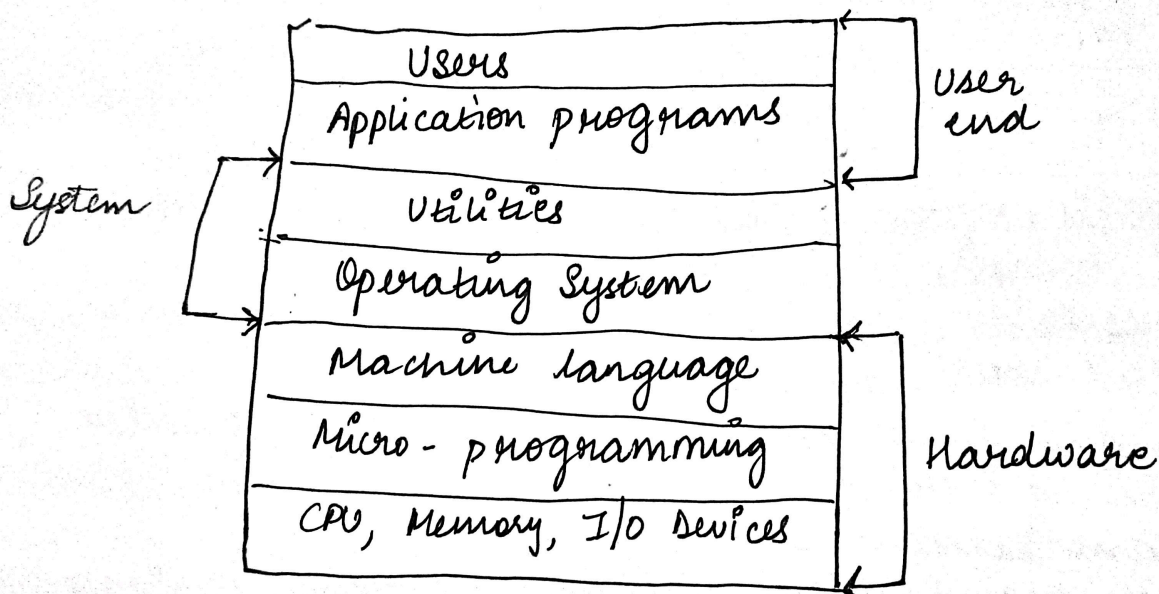 Users
User
end
Application programs
System
Utilities
Operating System
Machine language
Micro - programming
Hardware
CPU, Memory, I/O Devices